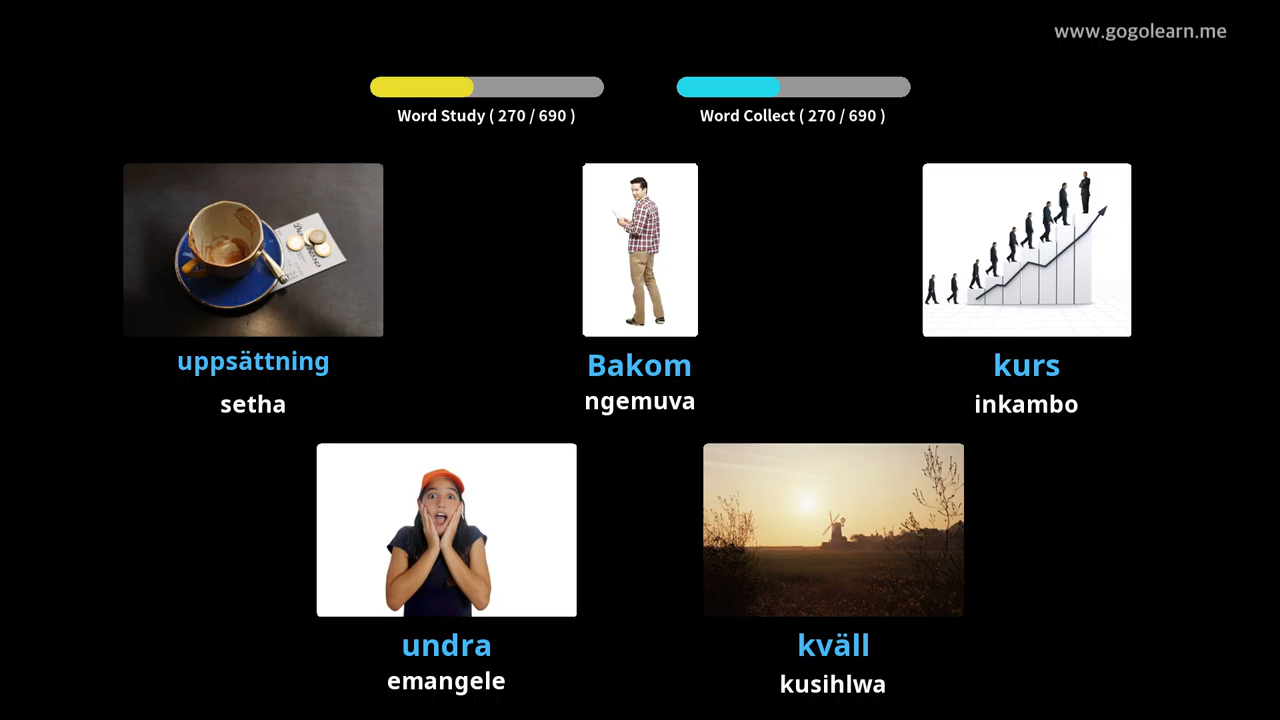 www.gogolearn.me
Word Study ( 270 / 690 )
Word Collect ( 270 / 690 )
uppsättning
setha
Bakom
ngemuva
kurs
inkambo
undra
emangele
kväll
kusihlwa